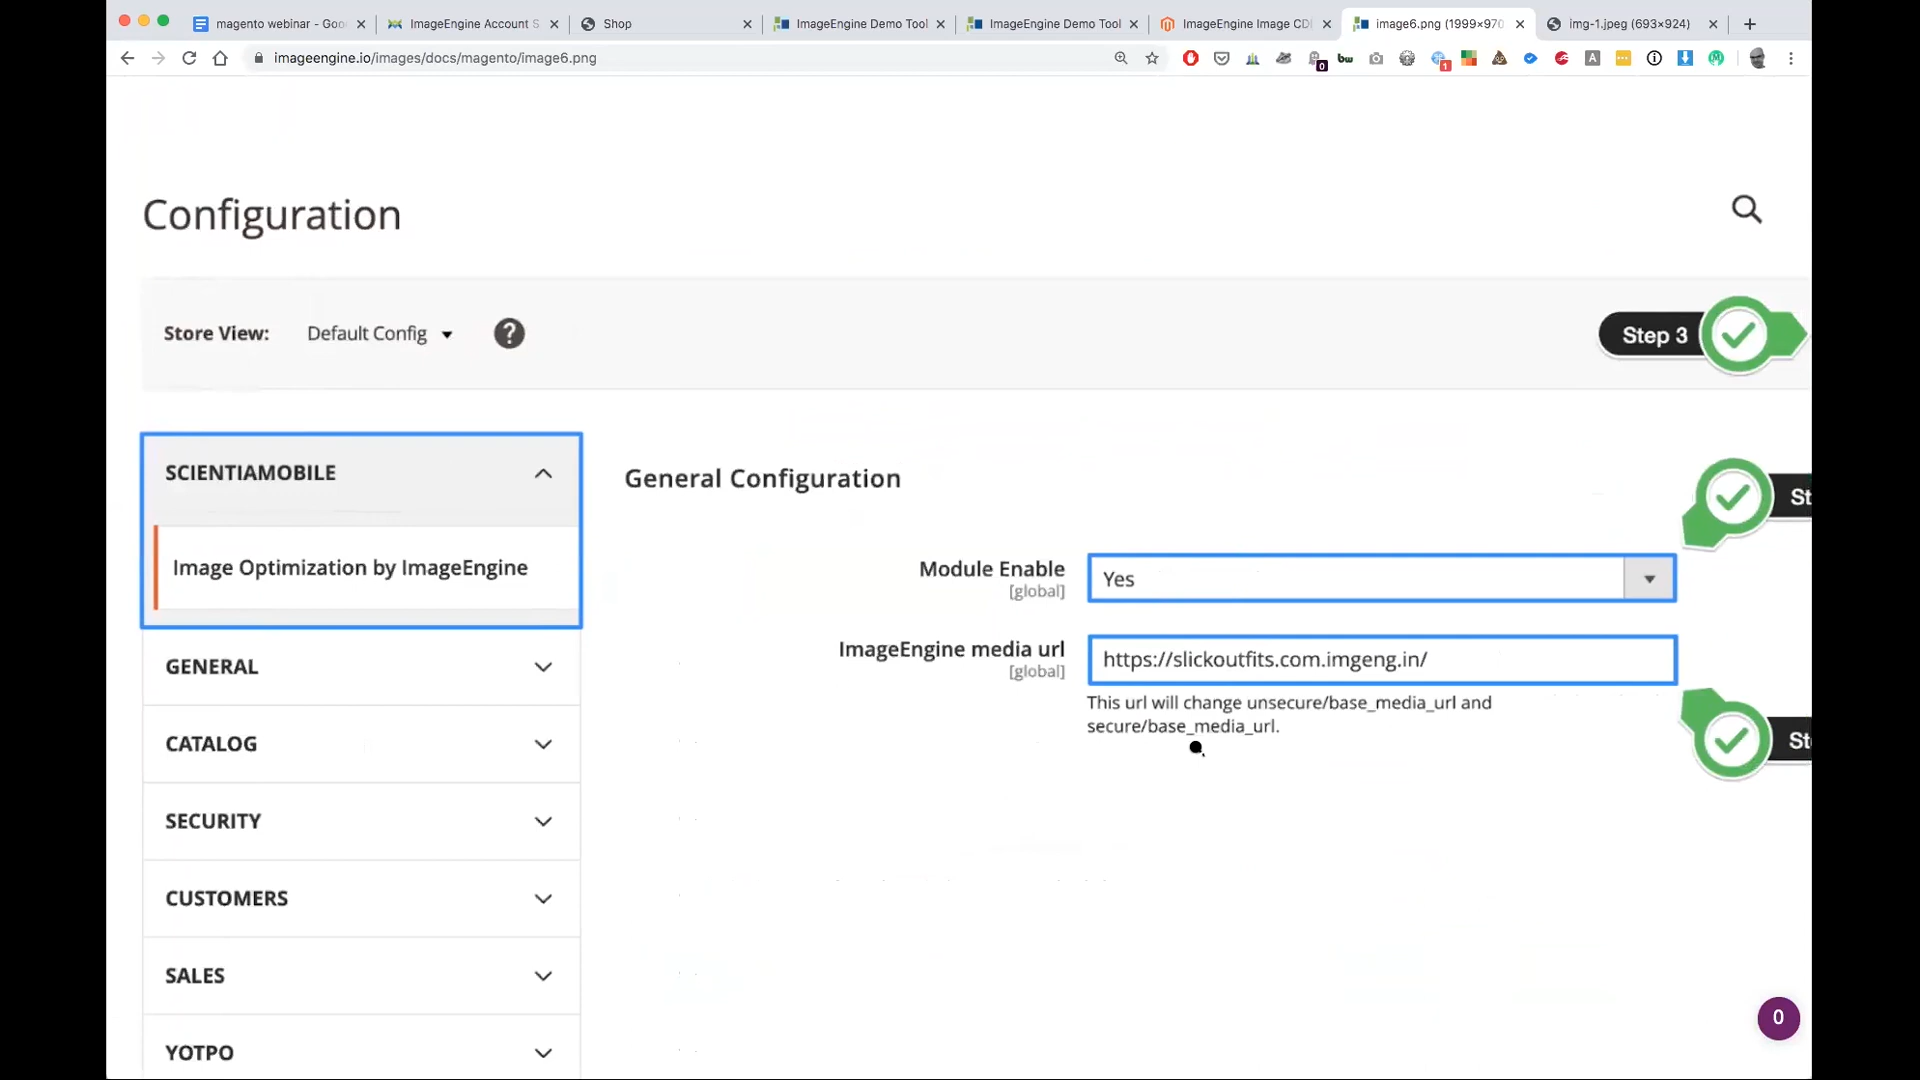 magento webinar - Goo
ImageEngine Account S
Shop
ImageEngine Demo Tool
ImageEngine Demo Tool
ImageEngine Image CD
image6.png (1999×970
img-1.jpeg (693×924)
imageengine.io/images/docs/magento/image6.png
0
bw
1
A
Configuration
Store View:
Default Config
?
Step 3
SCIENTIAMOBILE
General Configuration
St
Image Optimization by ImageEngine
Module Enable
[global]
Yes
ImageEngine media url
[global]
https://slickoutfits.com.imgeng.in/
This url will change unsecure/base_media_url and
secure/base_media_url.
St
GENERAL
CATALOG
SECURITY
CUSTOMERS
SALES
YOTPO
0